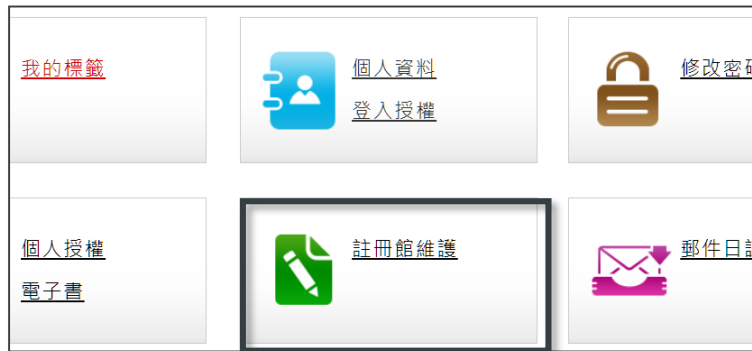 我的標籤
個人資料
登入授權
修改密
個人授權
電子書
註冊館維護
郵件日